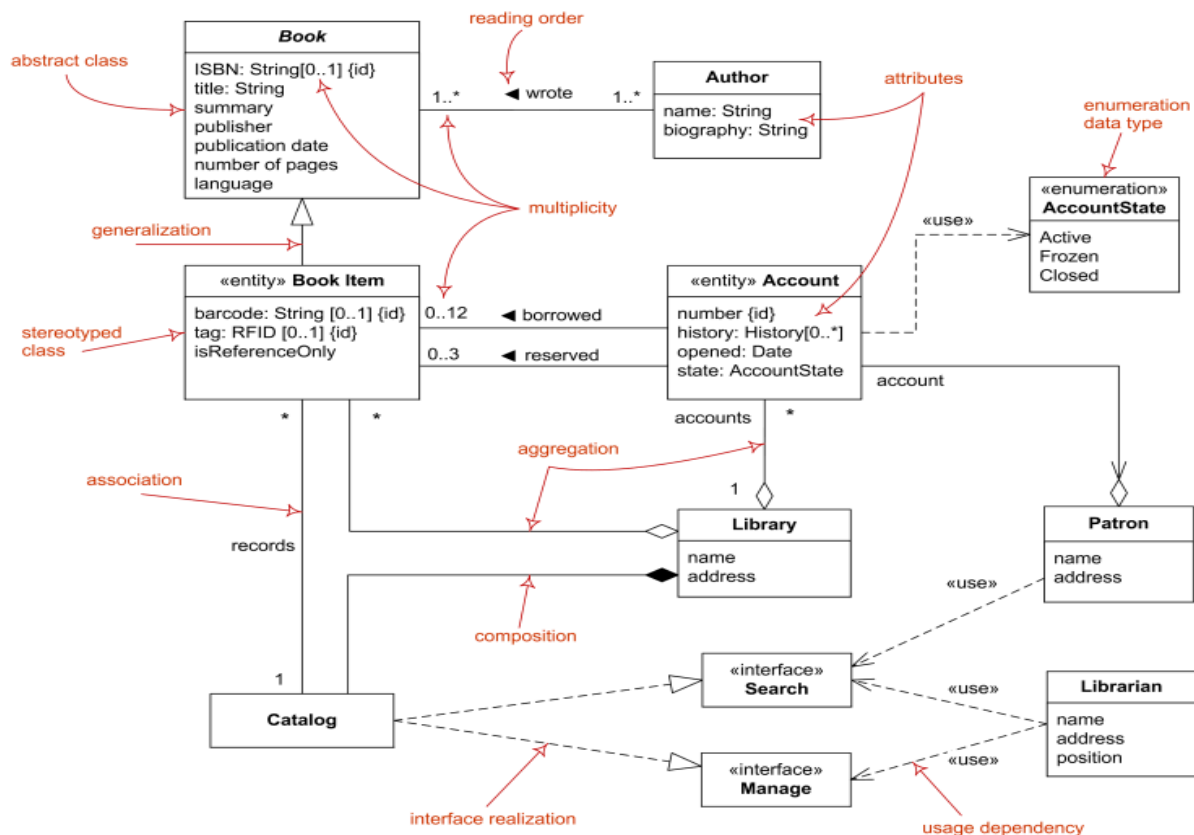 reading order
Book
abstract class
ISBN: String[0..1] {id}
title: String
summary
publisher
publication date
number of pages
language
1..*
◄ wrote
1..*
Author
name: String
biography: String
attributes
enumeration
data type
multiplicity
«enumeration»
AccountState
Active
Frozen
Closed
generalization
«use»
«entity» Book Item
barcode: String [0..1] {id}
tag: RFID [0..1] {id}
isReferenceOnly
stereotyped
class
0..12
◄ borrowed
0..3
◄ reserved
«entity» Account
number {id}
history: History[0..*]
opened: Date
state: AccountState
account
*
*
accounts
*
aggregation
association
1
Library
name
address
Patron
name
address
records
composition
«use»
1
Catalog
«interface»
Search
«use»
Librarian
name
address
position
«interface»
Manage
«use»
interface realization
usage dependency